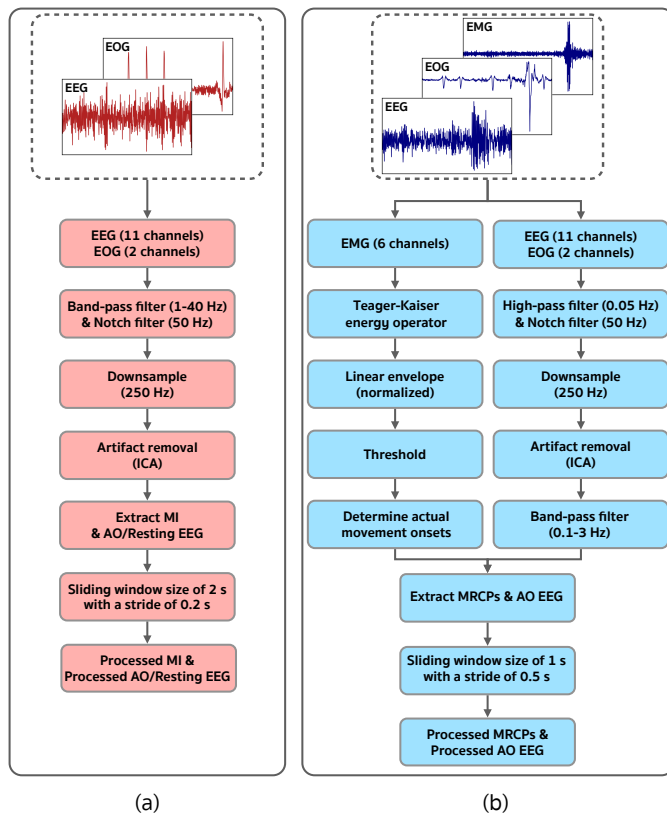 EOG
EEG
EEG (11 channels)
EOG (2 channels)
Band-pass filter (1-40 Hz)
& Notch filter (50 Hz)
Downsample
(250 Hz)
Artifact removal
(ICA)
Extract MI
& AO/Resting EEG
Sliding window size of 2 s
with a stride of 0.2 s
Processed MI &
Processed AO/Resting EEG
(a)
EMG
EOG
EEG
EMG (6 channels)
Teager-Kaiser
energy operator
Linear envelope
(normalized)
Threshold
Determine actual
movement onsets
EEG (11 channels)
EOG (2 channels)
High-pass filter (0.05 Hz)
& Notch filter (50 Hz)
Downsample
(250 Hz)
Artifact removal
(ICA)
Band-pass filter
(0.1-3 Hz)
Extract MRCPs & AO EEG
Sliding window size of 1 s
with a stride of 0.5 s
Processed MRCPs &
Processed AO EEG
(b)